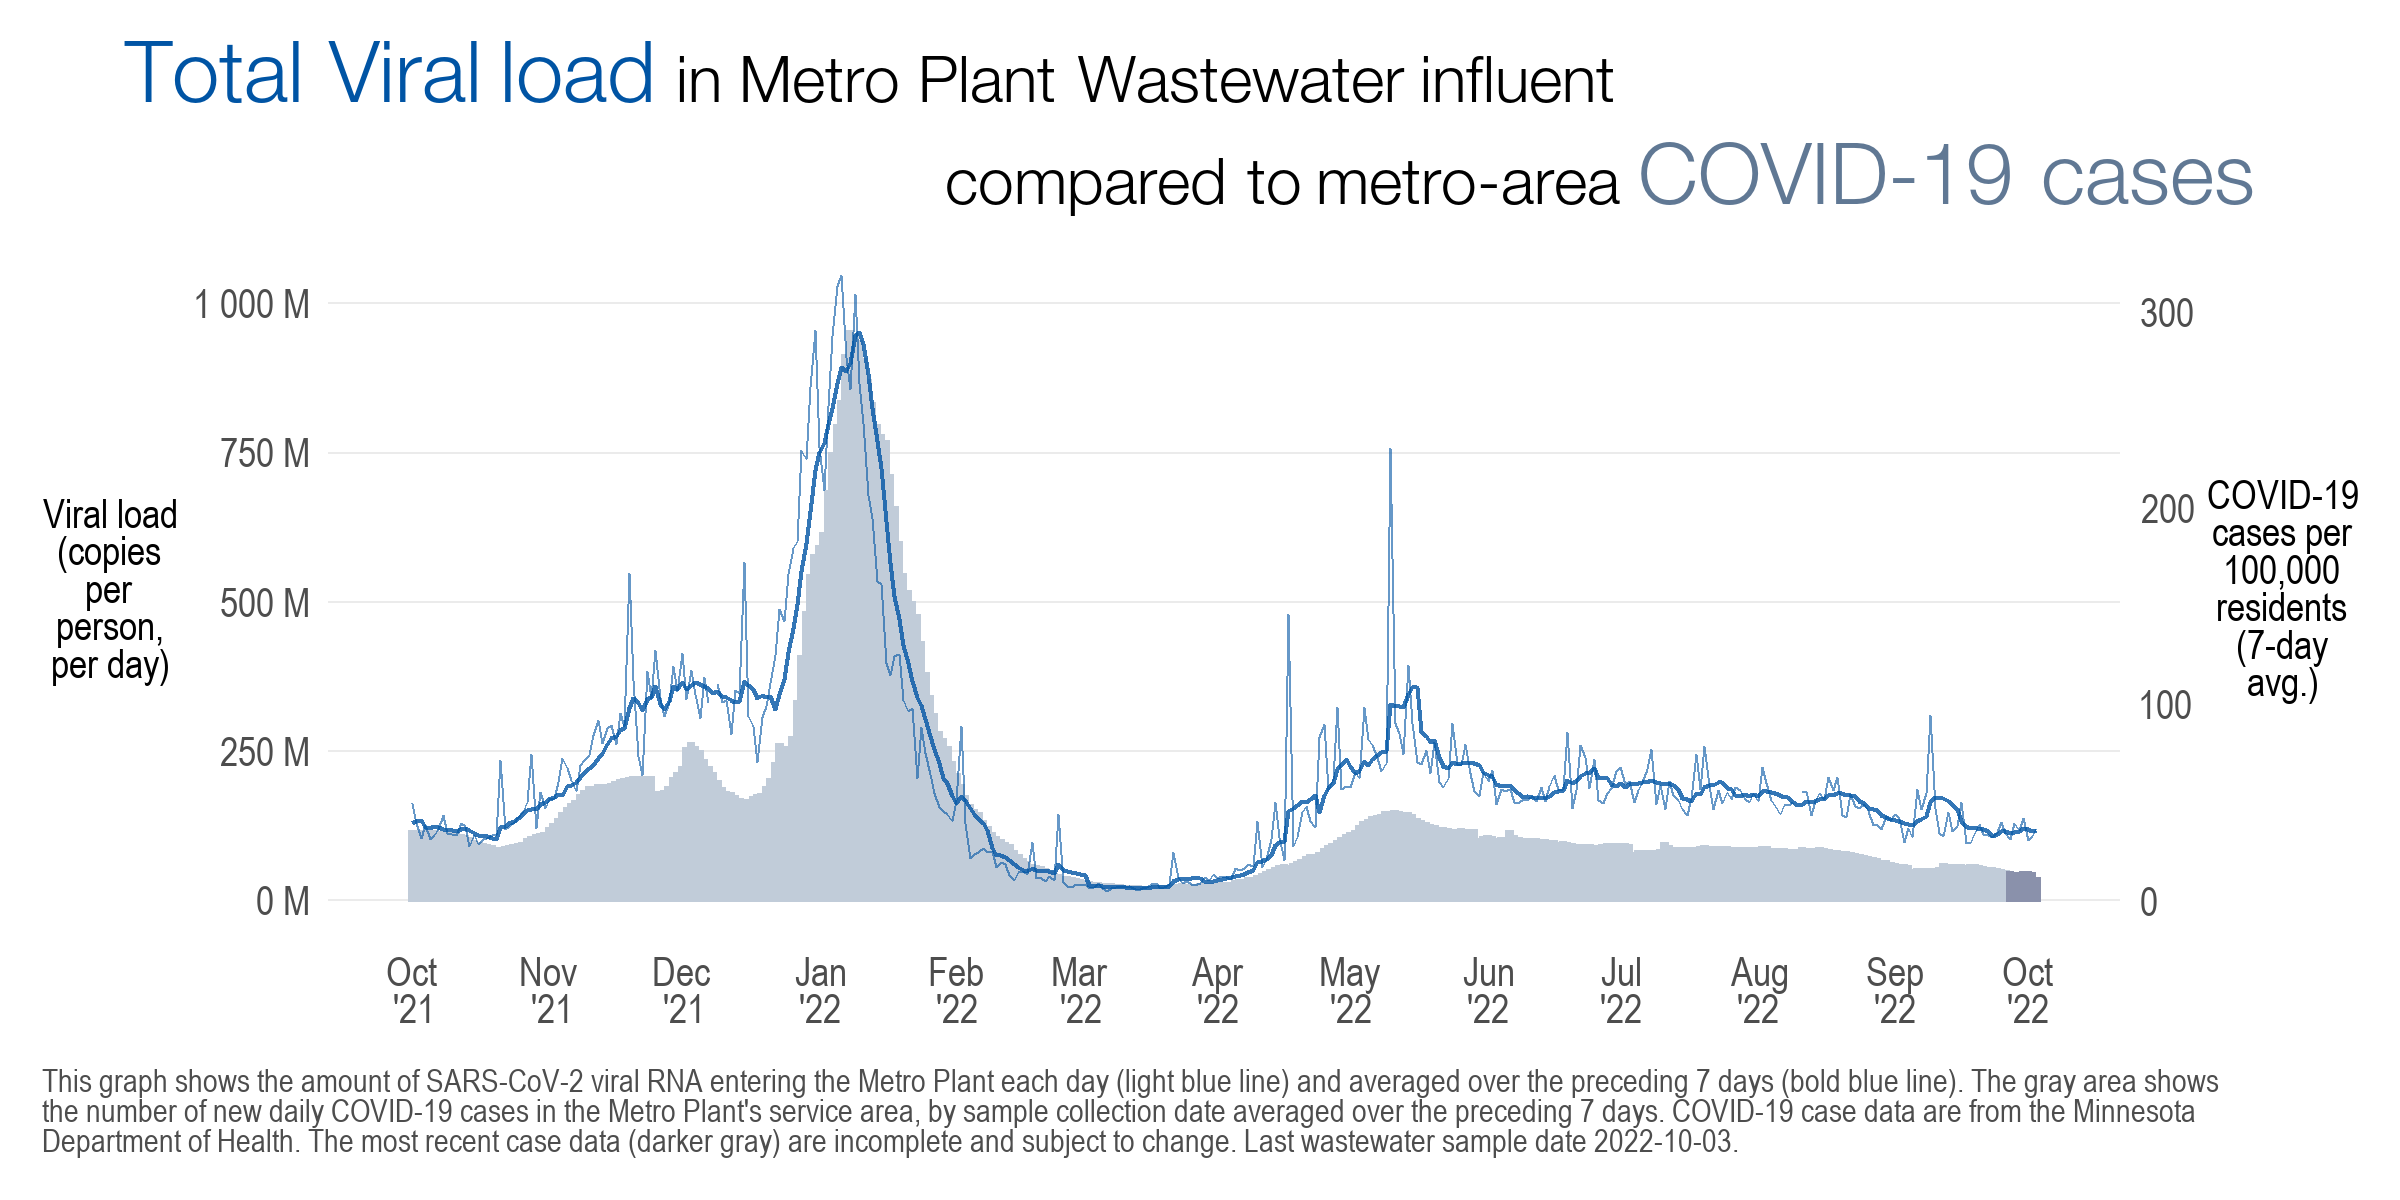 Total Viral load in Metro Plant Wastewater influent
compared to metro-area COVID-19 cases
1 000 M
750 M
500 M
250 M
0 M
Viral load
(copies
per
person,
per day)
300
200
100
0
COVID-19
cases per
100,000
residents
(7-day
avg.)
Oct Nov Dec Jan Feb Mar Apr May Jun Jul Aug Sep Oct
'21 '21 '21 '22 '22 '22 '22 '22 '22 '22 '22 '22 '22
This graph shows the amount of SARS-CoV-2 viral RNA entering the Metro Plant each day (light blue line) and averaged over the preceding 7 days (bold blue line). The gray area shows
the number of new daily COVID-19 cases in the Metro Plant's service area, by sample collection date averaged over the preceding 7 days. COVID-19 case data are from the Minnesota
Department of Health. The most recent case data (darker gray) are incomplete and subject to change. Last wastewater sample date 2022-10-03.